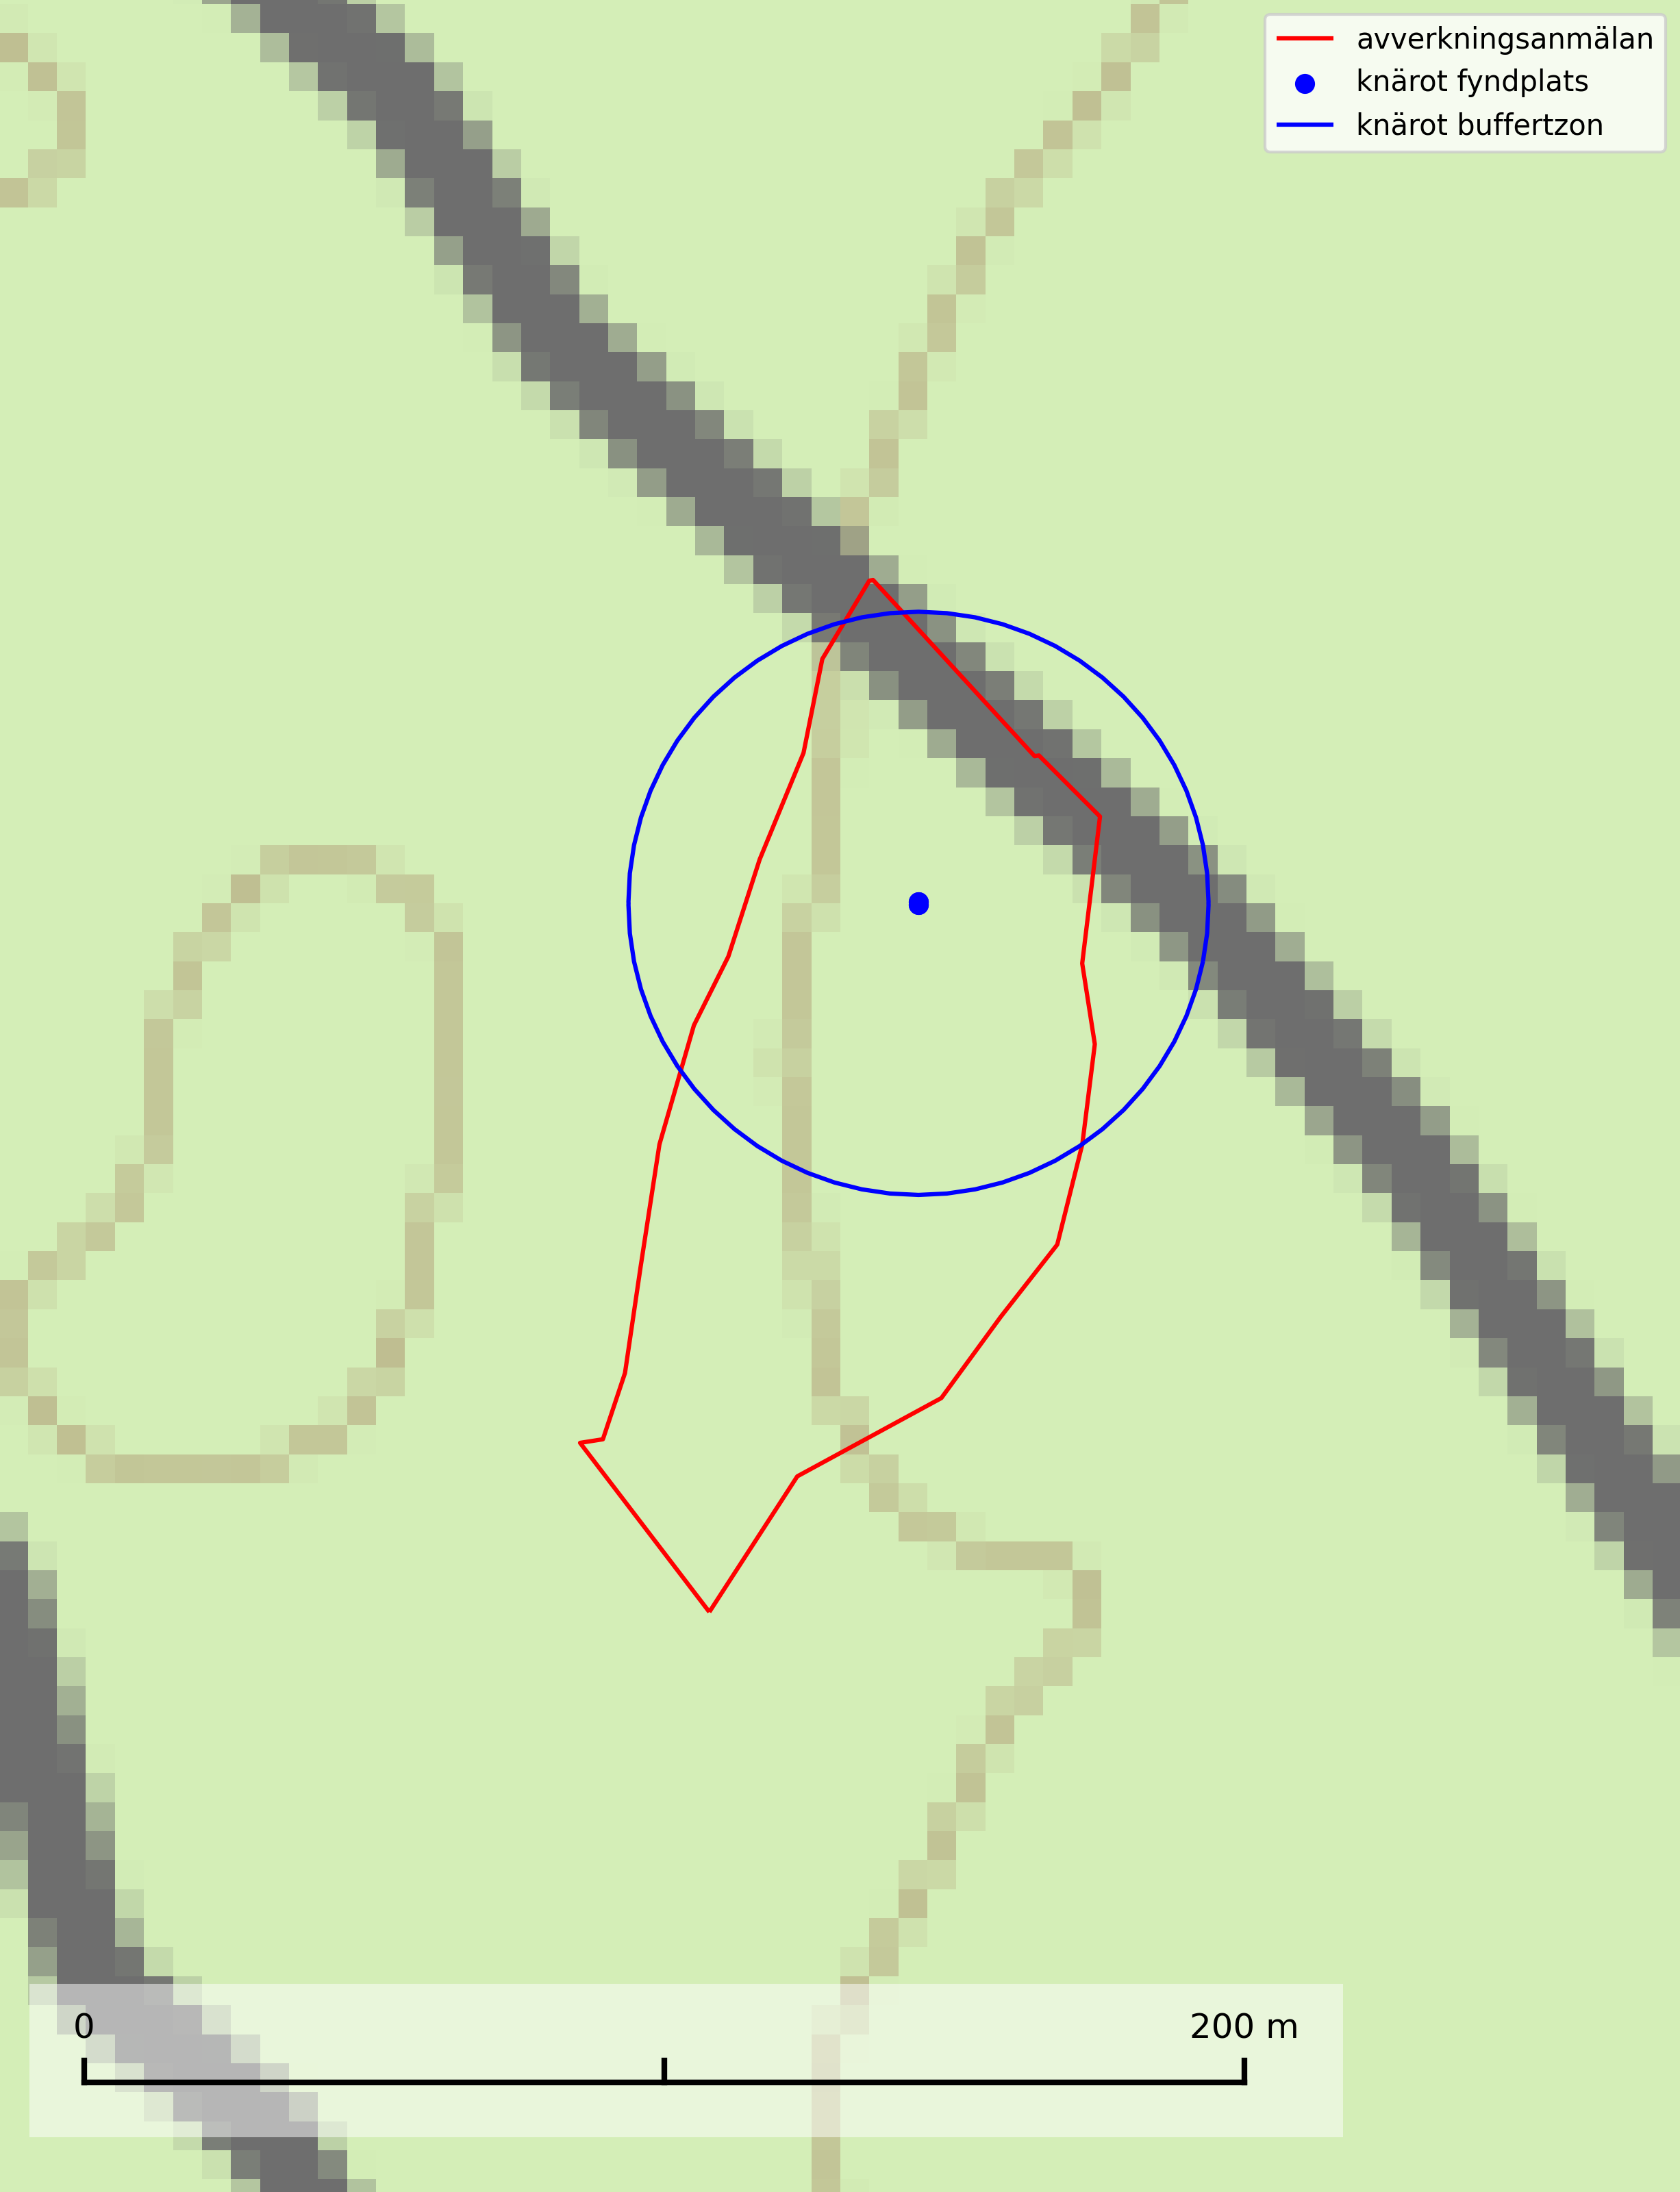 avverkningsanmälan
knärot fyndplats
knärot buffertzon
0
200 m